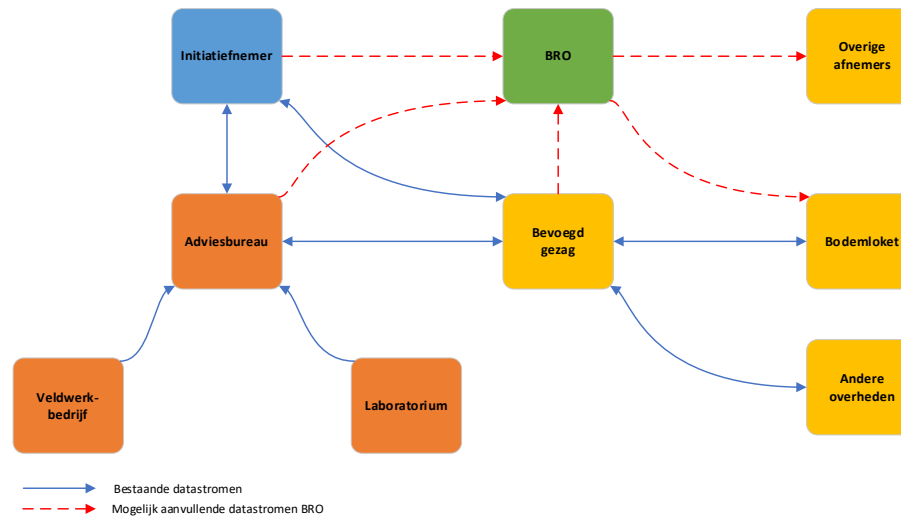 Initiatiefnemer
BRO
Overige
afnemers
Adviesbureau
Bevoegd
gezag
Bodemloket
Veldwerk-
bedrijf
Laboratorium
Andere
overheden
Bestaande datastromen
Mogelijk aanvullende datastromen BRO